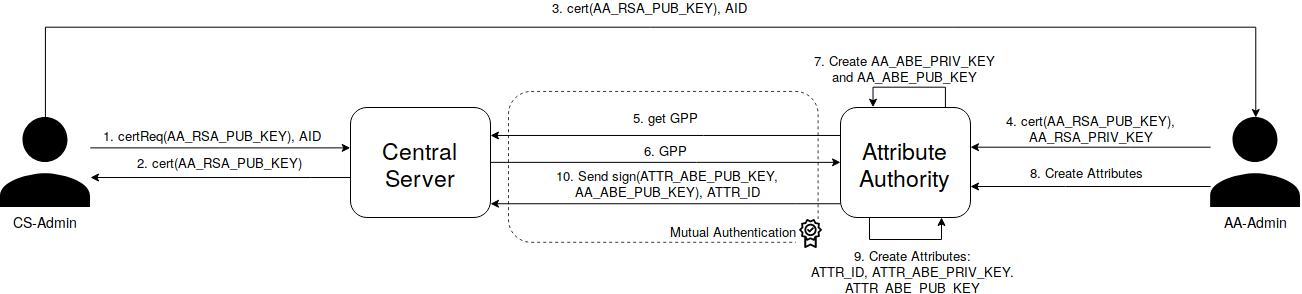 3. cert(AA_RSA_PUB_KEY), AID
7. Create AA_ABE_PRIV_KEY
and AA_ABE_PUB_KEY
1. certReq(AA_RSA_PUB_KEY), AID
2. cert(AA_RSA_PUB_KEY)
CS-Admin
Central
Server
5. get GPP
6. GPP
10. Send sign(ATTR_ABE_PUB_KEY,
AA_ABE_PUB_KEY), ATTR_ID
Mutual Authentication
Attribute
Authority
4. cert(AA_RSA_PUB_KEY),
AA_RSA_PRIV_KEY
8. Create Attributes
AA-Admin
9. Create Attributes:
ATTR_ID, ATTR_ABE_PRIV_KEY.
ATTR_ABE_PUB_KEY